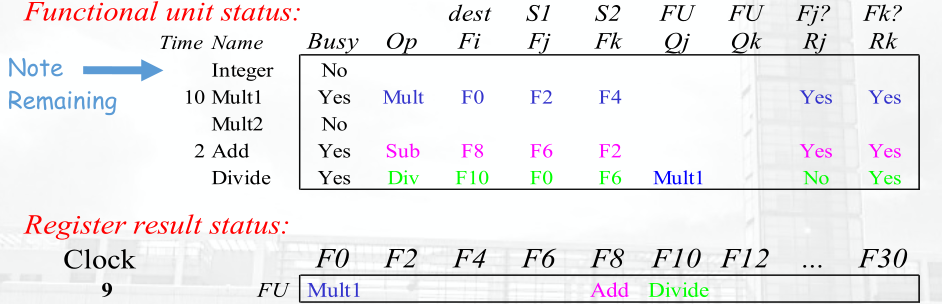 Functional unit status: dest S1 S2 FU FU Fj? Fk?
Time Name Busy Op Fi Fj Fk Qj Qk Rj Rk
Note Integer No
Remaining 10 Mult1 Yes Mult F0 F2 F4 Yes Yes
Mult2 No
2 Add Yes Sub F8 F6 F2 Yes Yes
Divide Yes Div F10 F0 F6 Mult1 No Yes
Register result status:
Clock F0 F2 F4 F6 F8 F10 F12 ... F30
9 FU Mult1 Add Divide